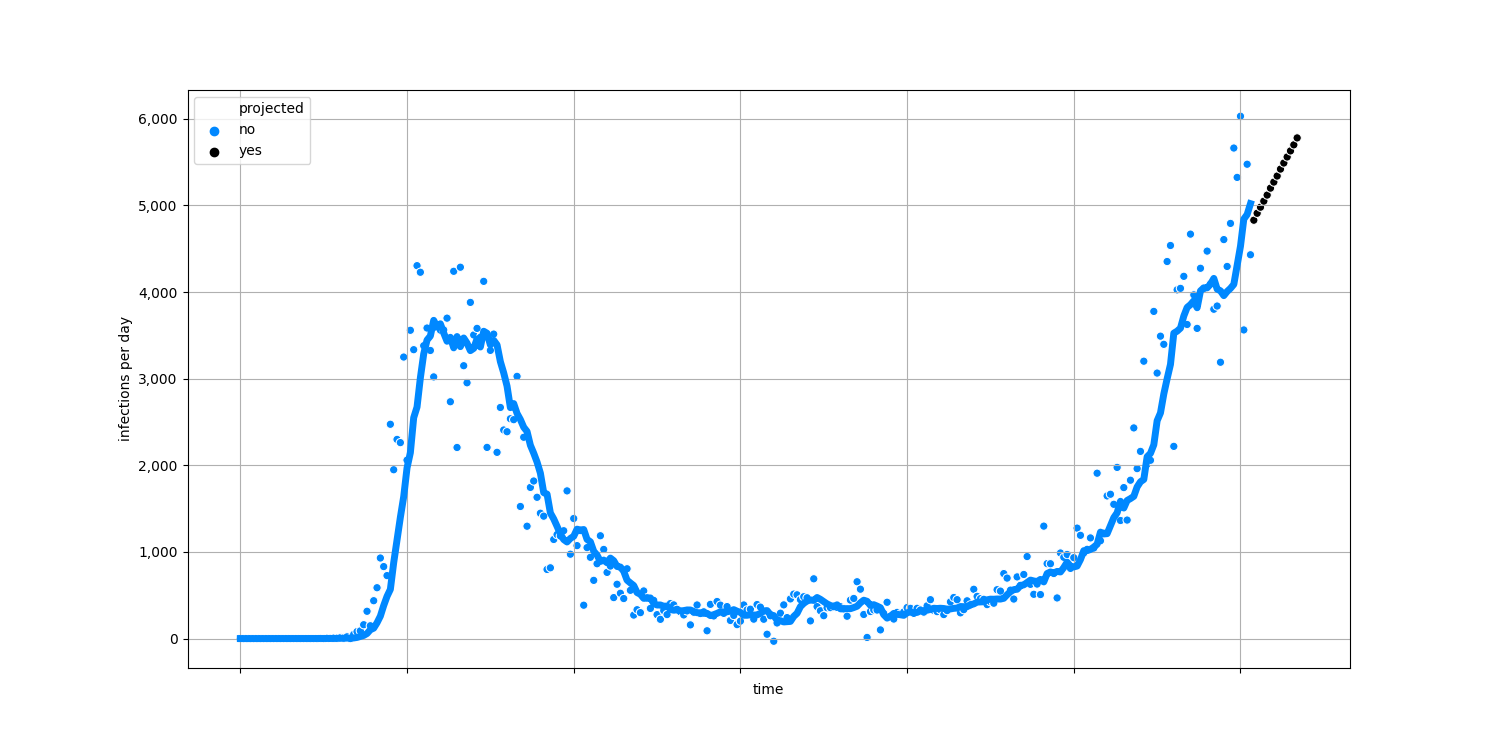 projected
no
yes
6,000
5,000
4,000
3,000
2,000
1,000
0
infections per day
time